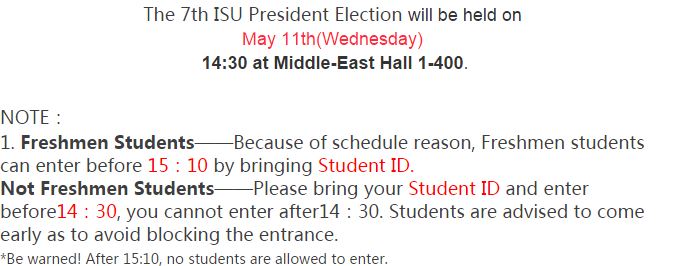 The 7th ISU President Election will be held on
May 11th(Wednesday)
14:30 at Middle-East Hall 1-400.
NOTE：
1. Freshmen Students——Because of schedule reason, Freshmen students
can enter before 15：10 by bringing Student ID.
Not Freshmen Students——Please bring your Student ID and enter
before14：30, you cannot enter after14：30. Students are advised to come
early as to avoid blocking the entrance.
*Be warned! After 15:10, no students are allowed to enter.